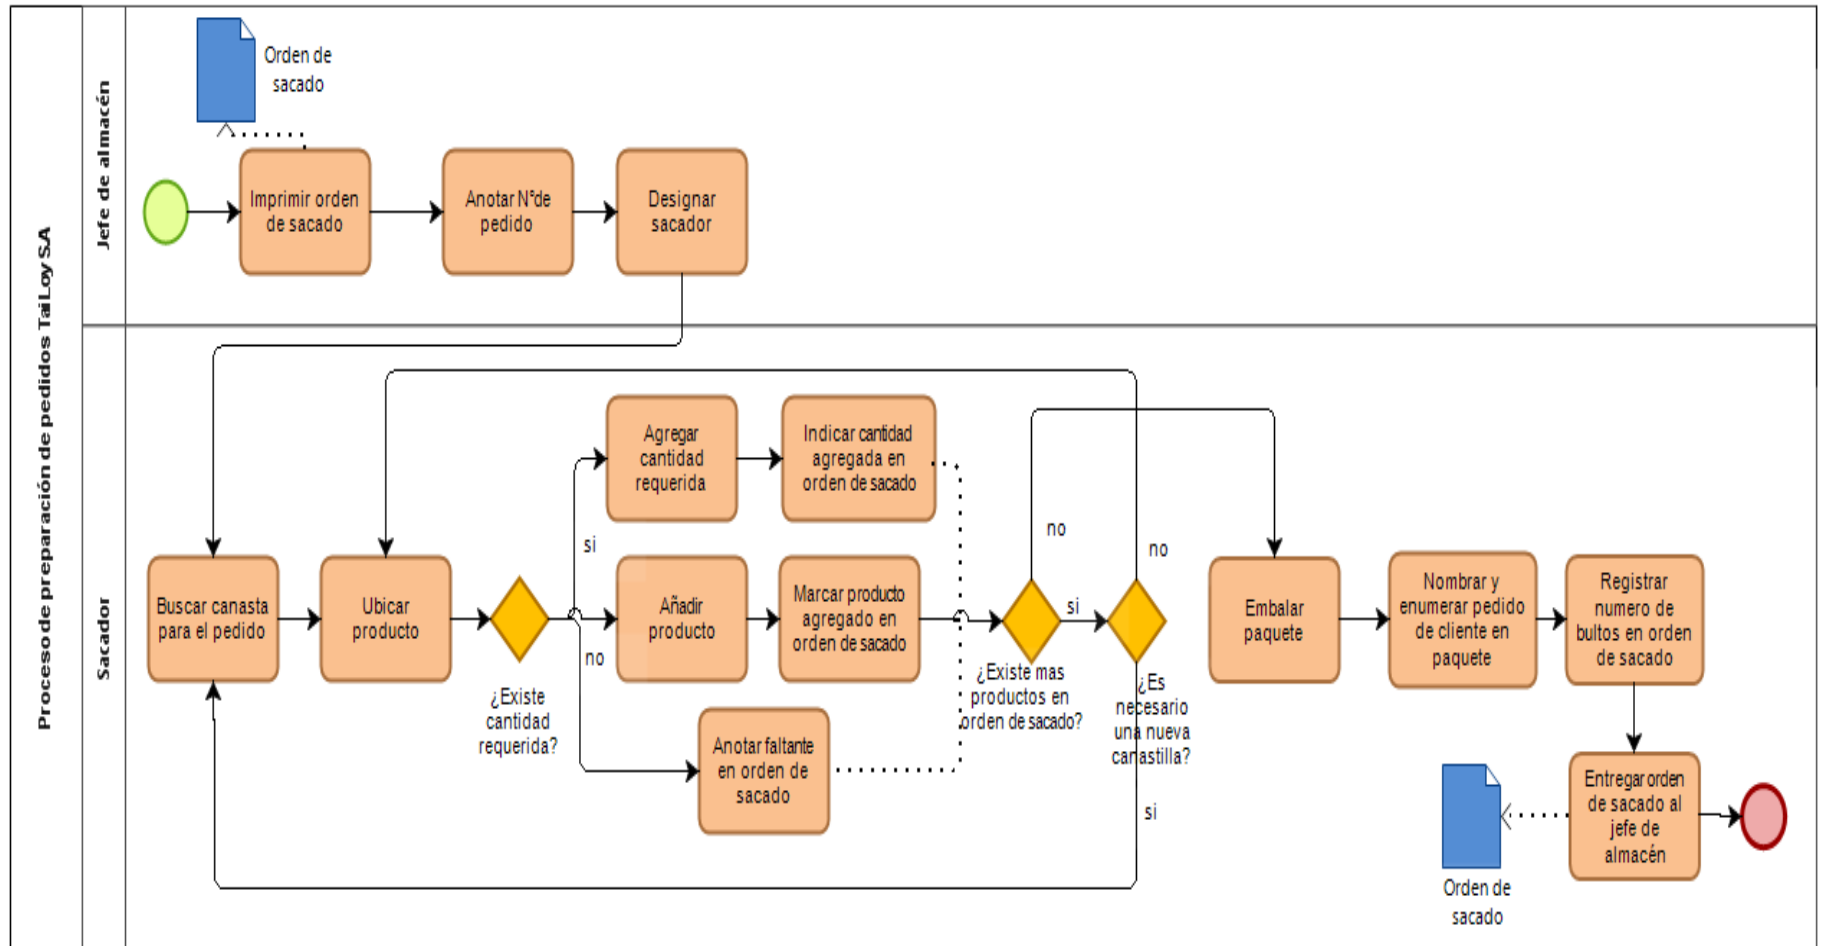 Proceso de preparación de pedidos TaiLoy S.A
Jefe de almacén
Orden de
sacado
Imprimir orden
de sacado
Anotar N°de
pedido
Designar
sacador
Sacador
Buscar canasta
para el pedido
Ubicar
producto
¿Existe
cantidad
requerida?
si
no
Agregar
cantidad
requerida
Indicar cantidad
agregada en
orden de sacado
Añadir
producto
Marcar producto
agregado en
orden de sacado
Anotar faltante
en orden de
sacado
¿Existe mas
productos en
orden de sacado?
no
si
¿Es
necesario
una nueva
canastilla?
no
si
Embalar
paquete
Nombrar y
enumerar pedido
de cliente en
paquete
Registrar
numero de
bultos en orden
de sacado
Entregar orden
de sacado al
jefe de
almacén
Orden de
sacado